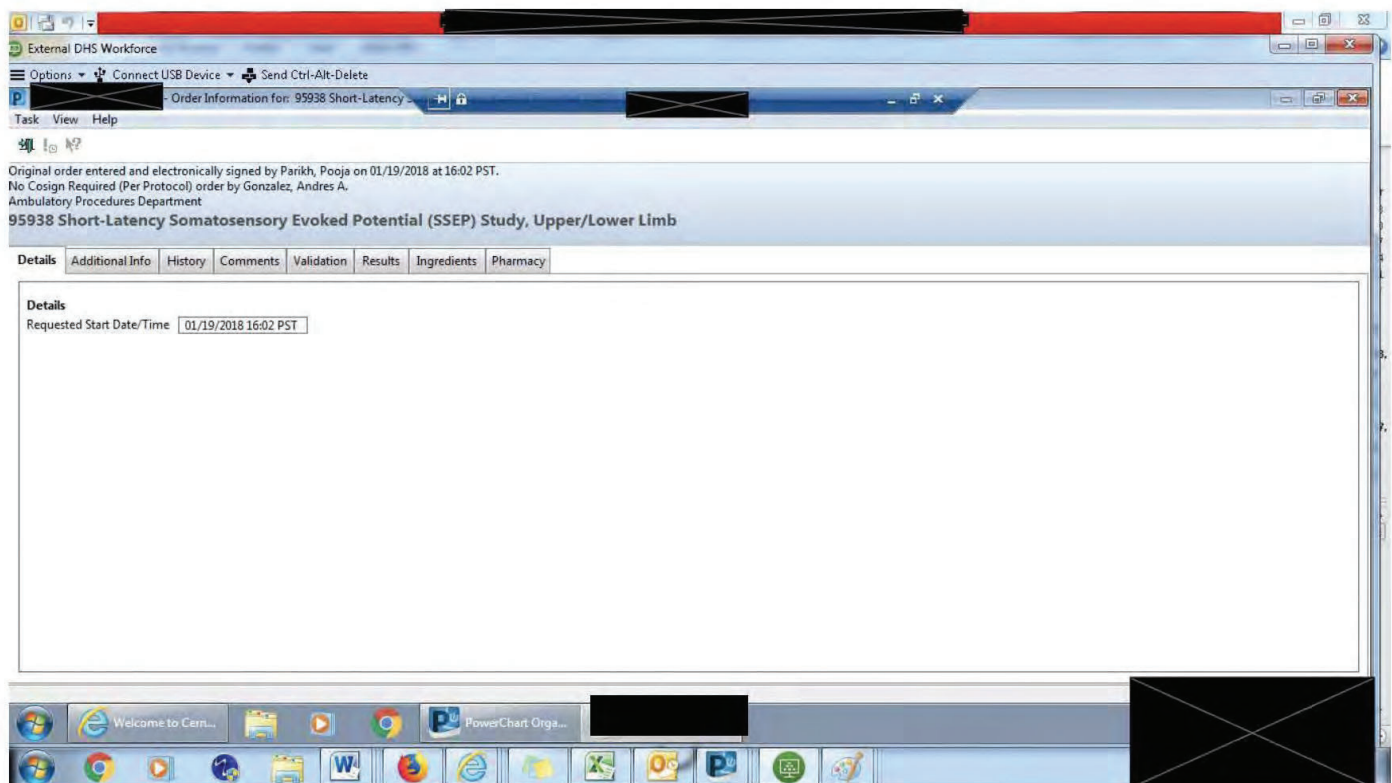 External DHS Workforce
Options Connect USB Device Send Ctrl-Alt-Delete
- Order Information for: 95938 Short-Latency
Task View Help
Original order entered and electronically signed by Parikh, Pooja on 01/19/2018 at 16:02 PST.
No Cosign Required (Per Protocol) order by Gonzalez, Andres A.
Ambulatory Procedures Department
95938 Short-Latency Somatosensory Evoked Potential (SSEP) Study, Upper/Lower Limb
Details Additional Info History Comments Validation Results Ingredients Pharmacy
Details
Requested Start Date/Time 01/19/2018 16:02 PST
Welcome to Cern... PowerChart Orga...